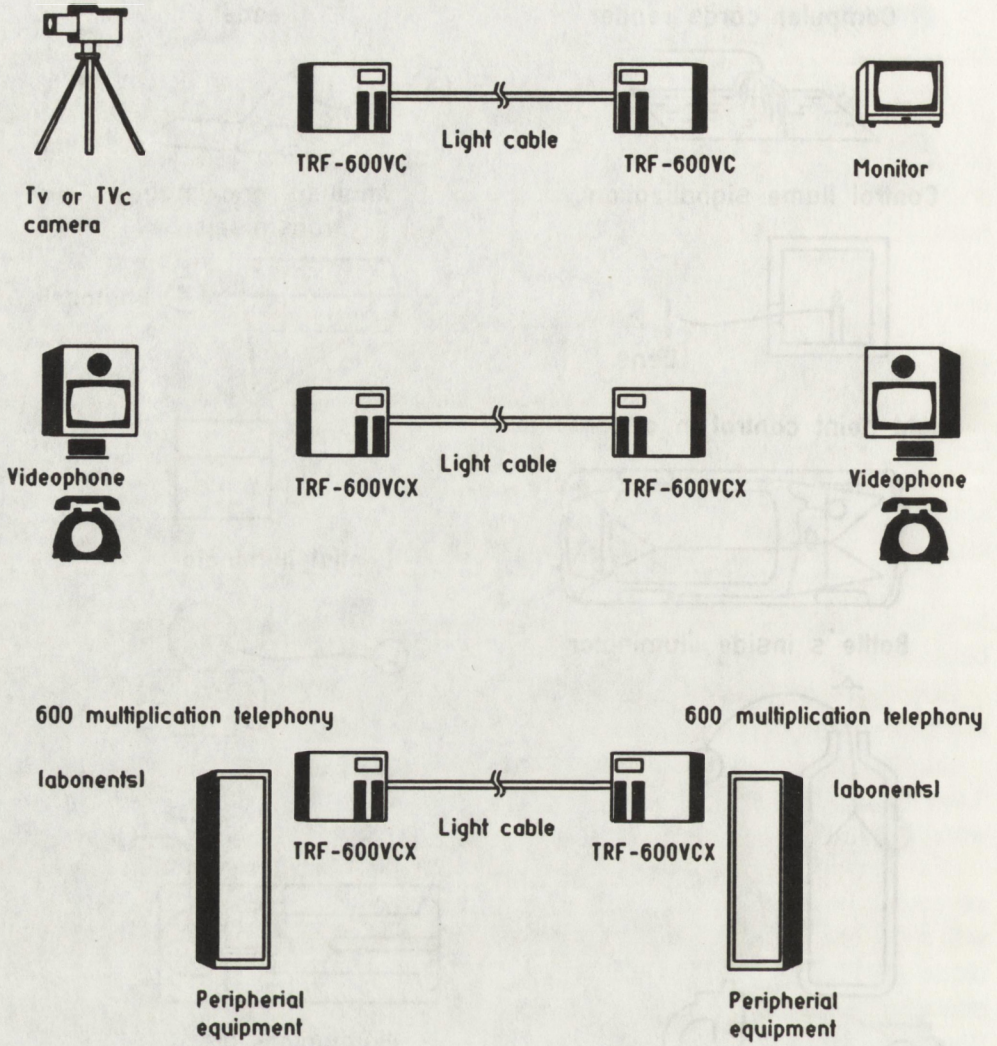 Light cable
TRF-600VC
TRF-600VC
Monitor
Tv or TVc
camera
Videophone
Light cable
Videophone
TRF-600VCX
TRF-600VCX
600 multiplication telephony
600 multiplication telephony
(abonents)
(abonents)
Light cable
TRF-600VCX
TRF-600VCX
Peripherial
equipment
Peripherial
equipment